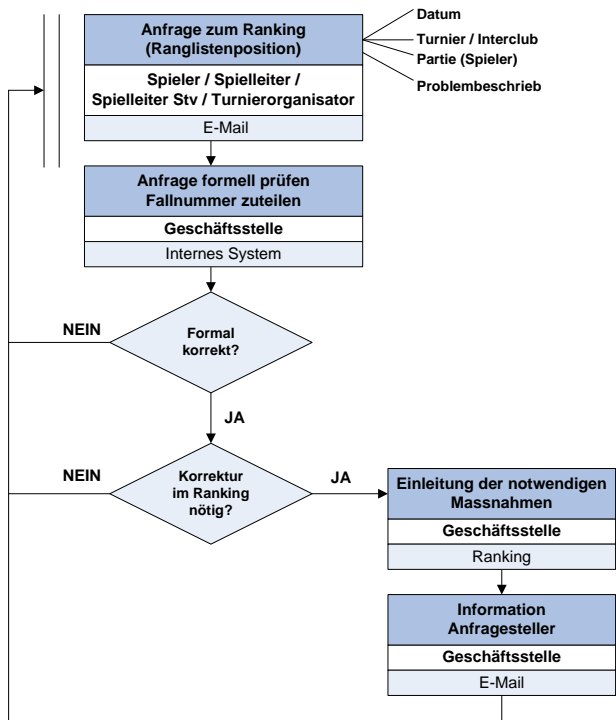 Anfrage zum Ranking
(Ranglistenposition)
Spieler / Spielleiter /
Spielleiter Stv / Turnierorganisator
E-Mail
Datum
Turnier / Interclub
Partie (Spieler)
Problembeschrieb
Anfrage formell prüfen
Fallnummer zuteilen
Geschäftsstelle
Internes System
NEIN
Formal
korrekt?
JA
NEIN
Korrektur
im Ranking
nötig?
JA
Einleitung der notwendigen
Massnahmen
Geschäftsstelle
Ranking
Information
Anfragesteller
Geschäftsstelle
E-Mail